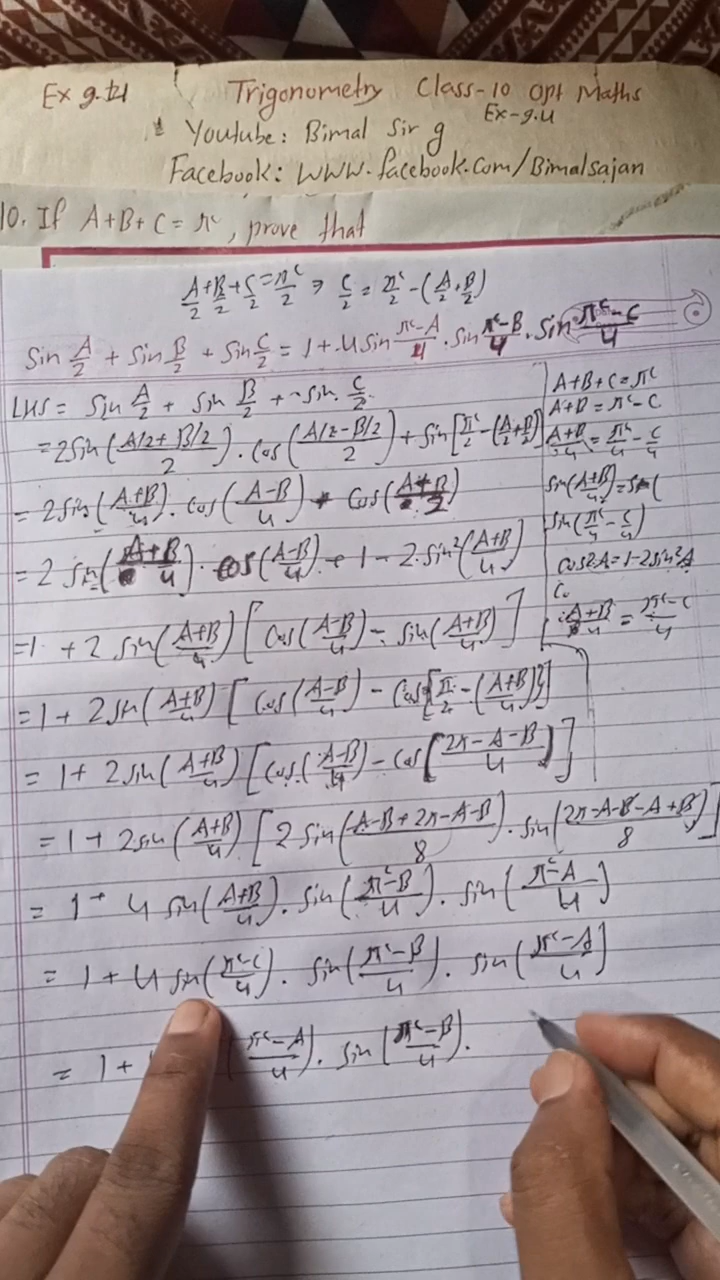 Ex 9.4 Trigonometry Class-10 Opt Maths
Ex-9.4
Youtube: Bimal Sir g
Facebook: www.facebook.com/Bimalsajan
10. If A+B+C = π^c, prove that
A/2 + B/2 + C/2 = π^c/2 ⇒ C/2 = π^c/2 - (A/2 + B/2)
Sin A/2 + Sin B/2 + Sin C/2 = 1 + 4 Sin (π^c-A)/4 . Sin (π^c-B)/4 . Sin (π^c-C)/4
LHS = Sin A/2 + Sin B/2 + Sin C/2
= 2Sin((A/2 + B/2)/2) . Cos((A/2 - B/2)/2) + Sin[π^c/2 - (A/2 + B/2)]
= 2Sin((A+B)/4) . Cos((A-B)/4) + Cos((A+B)/2)
= 2 Sin((A+B)/4) . Cos((A-B)/4) + 1 - 2.Sin²((A+B)/4)
= 1 + 2 Sin((A+B)/4) [Cos((A-B)/4) - Sin((A+B)/4)]
= 1 + 2 Sin((A+B)/4) [Cos((A-B)/4) - Cos{π/2 - ((A+B)/4)}]
= 1 + 2Sin((A+B)/4) [Cos((A-B)/4) - Cos((2π-A-B)/4)]
= 1 + 2Sin((A+B)/4) [2 Sin((A-B+2π-A-B)/8) . Sin((2π-A-B-A+B)/8)]
= 1 + 4 Sin((A+B)/4) . Sin((π^c-B)/4) . Sin((π^c-A)/4)
= 1 + 4 Sin((π^c-C)/4) . Sin((π^c-B)/4) . Sin((π^c-A)/4)
= 1 + ((π^c-A)/4) . Sin((π^c-B)/4) .
A+B+C = π^c
A+B = π^c - C
(A+B)/4 = π^c/4 - C/4
Sin((A+B)/4) = Sin(
Sin(π^c/4 - C/4)
Cos2A = 1-2Sin²A
Co
(A+B)/4 = (π^c-C)/4